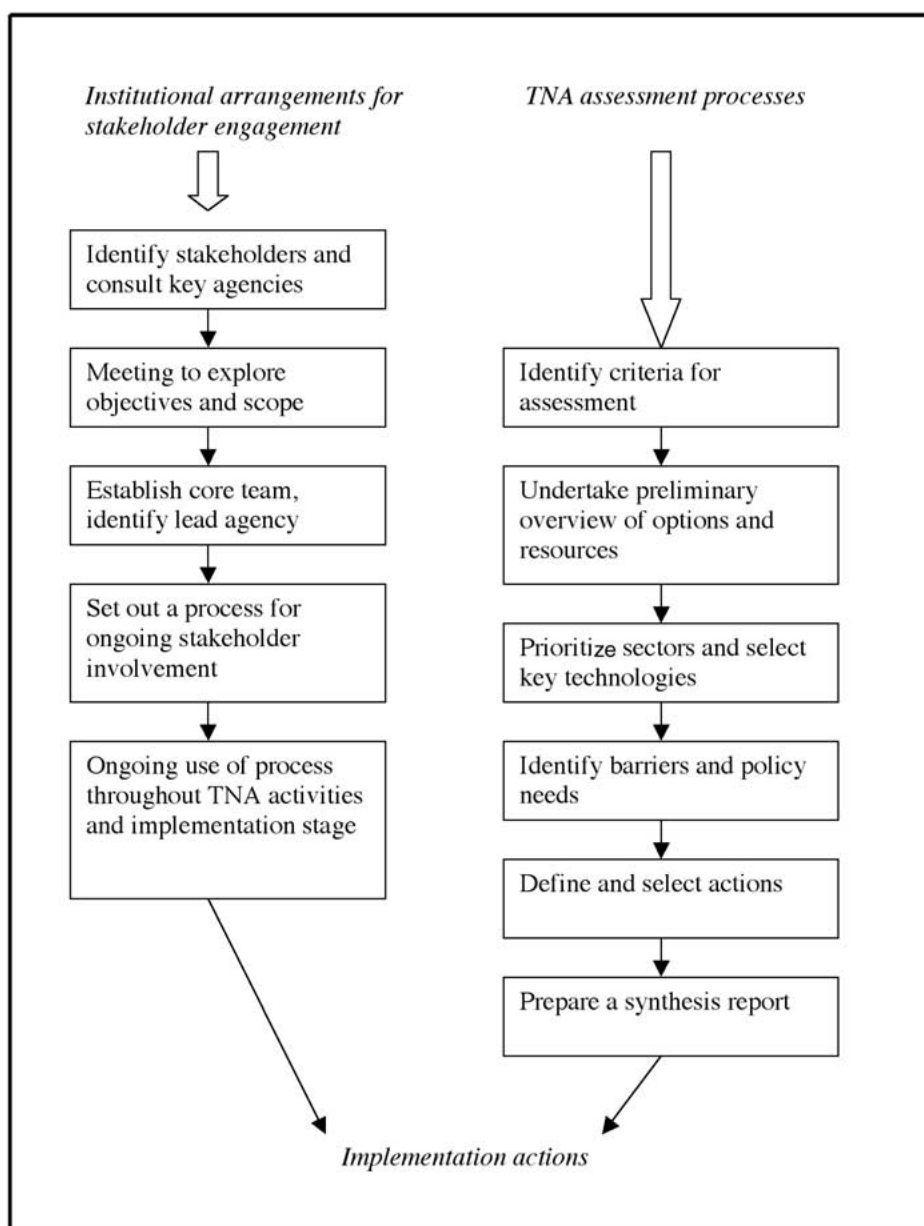 Institutional arrangements for
stakeholder engagement
Identify stakeholders and
consult key agencies
Meeting to explore
objectives and scope
Establish core team,
identify lead agency
Set out a process for
ongoing stakeholder
involvement
Ongoing use of process
throughout TNA activities
and implementation stage
TNA assessment processes
Identify criteria for
assessment
Undertake preliminary
overview of options and
resources
Prioritize sectors and select
key technologies
Identify barriers and policy
needs
Define and select actions
Prepare a synthesis report
Implementation actions